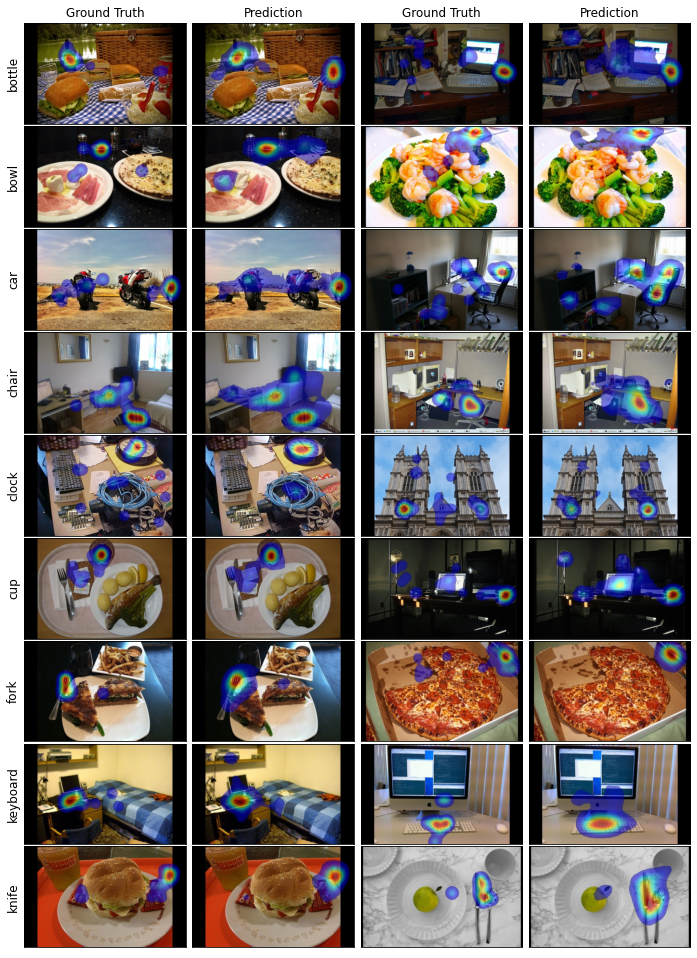 Ground Truth Prediction Ground Truth Prediction
bottle
bowl
car
chair
clock
cup
fork
keyboard
knife